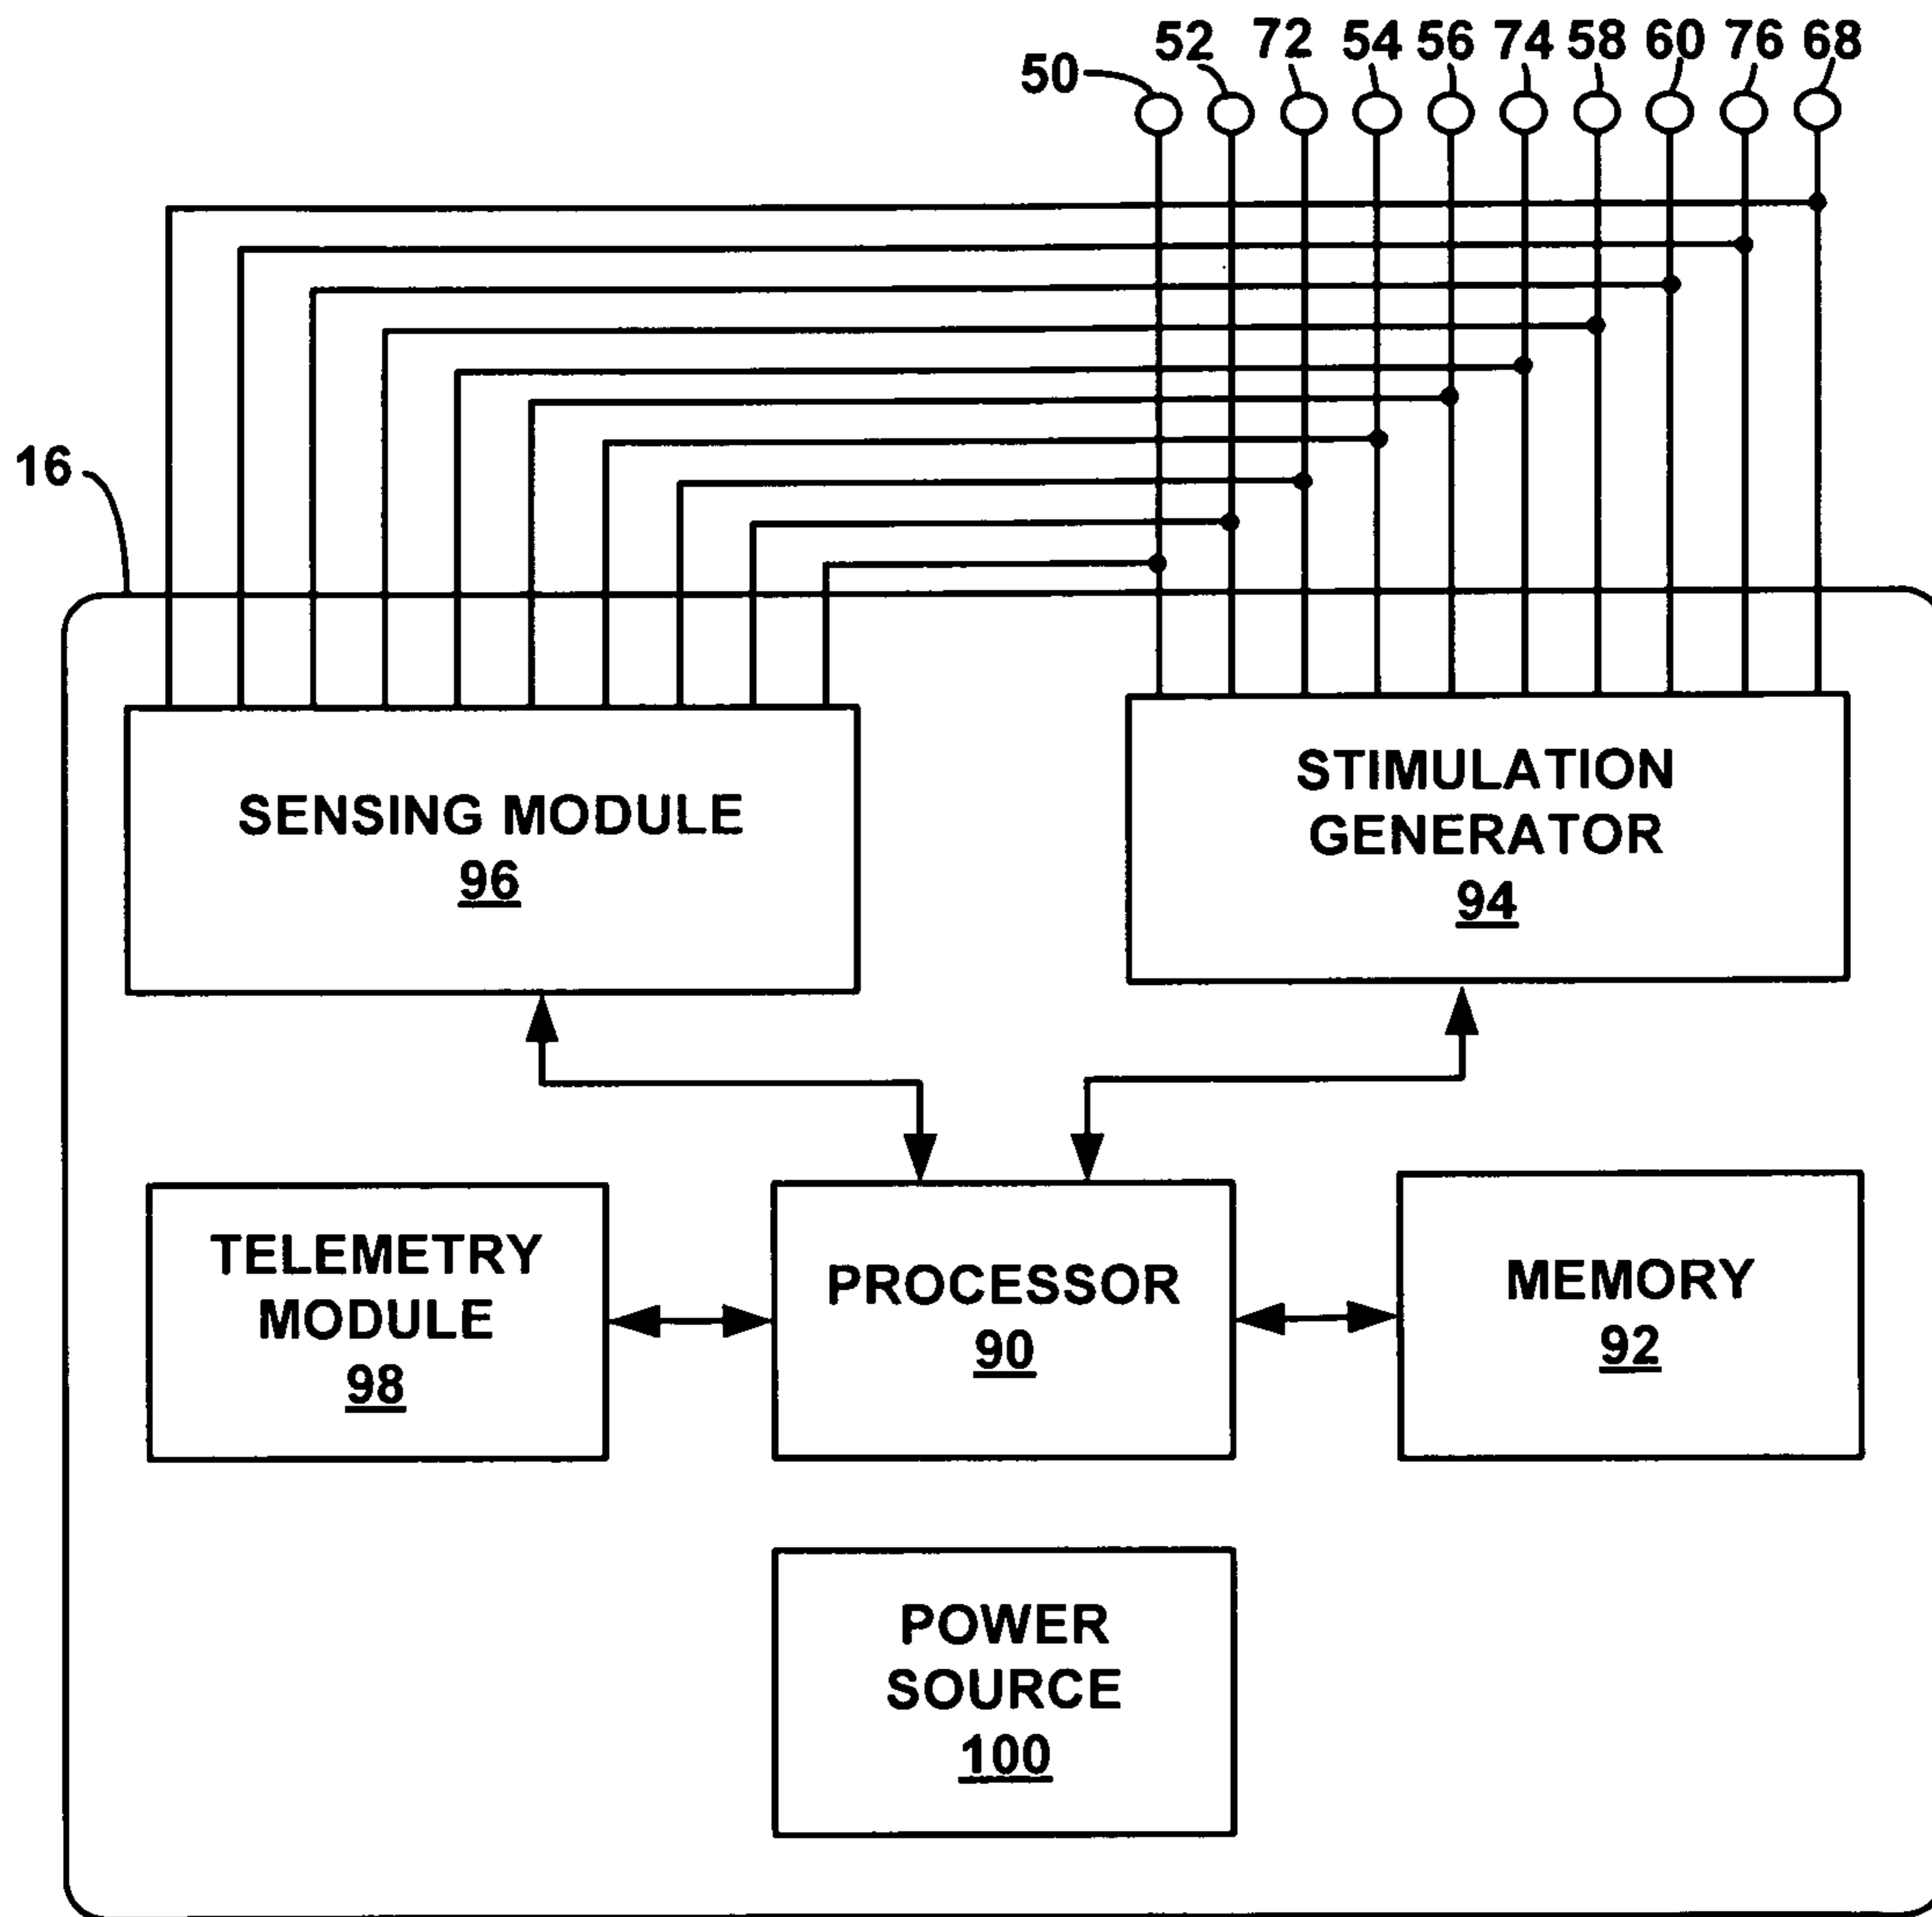 50 52 72 54 56 74 58 60 76 68
16
SENSING MODULE
96
STIMULATION
GENERATOR
94
TELEMETRY
MODULE
98
PROCESSOR
90
MEMORY
92
POWER
SOURCE
100